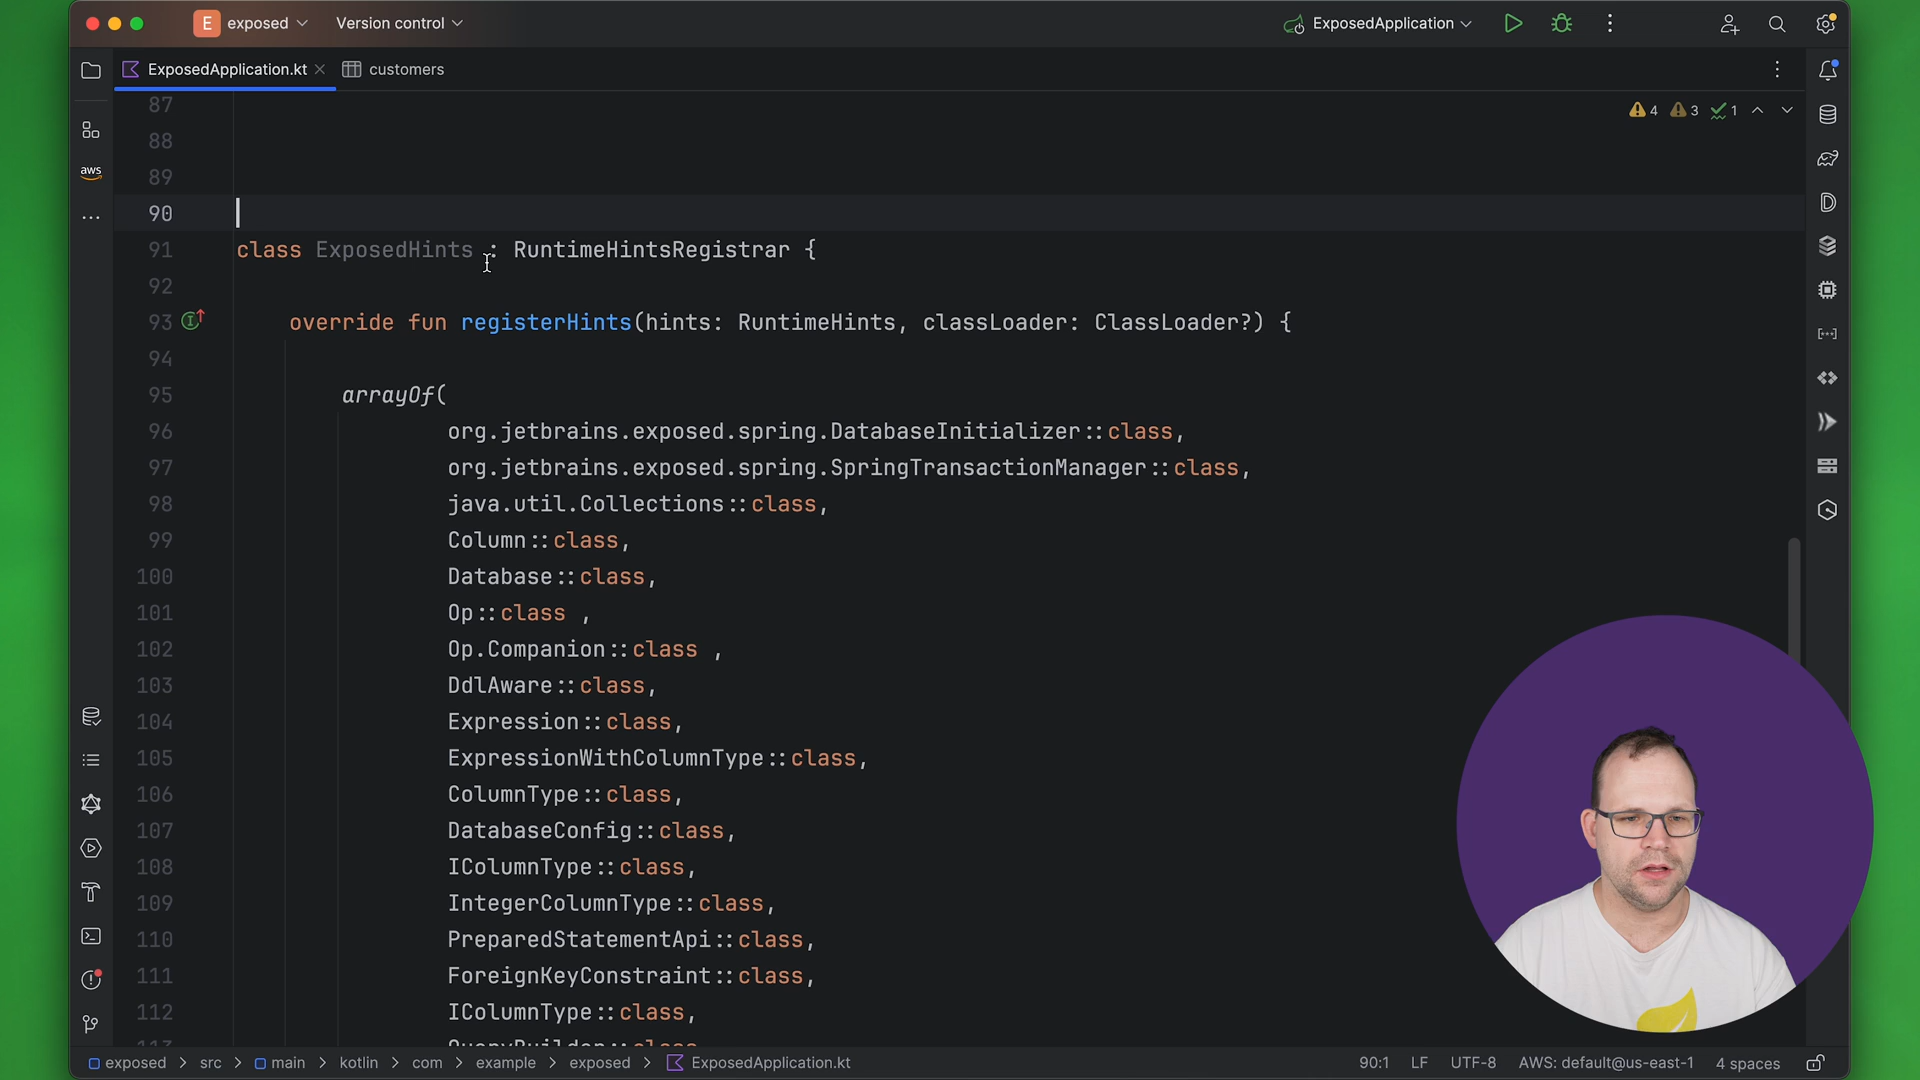 E exposed Version control ExposedApplication
ExposedApplication.kt customers
4 3 1
87
88
89
90
91 class ExposedHints : RuntimeHintsRegistrar {
92
93 override fun registerHints(hints: RuntimeHints, classLoader: ClassLoader?) {
94
95 arrayOf(
96 org.jetbrains.exposed.spring.DatabaseInitializer::class,
97 org.jetbrains.exposed.spring.SpringTransactionManager::class,
98 java.util.Collections::class,
99 Column::class,
100 Database::class,
101 Op::class ,
102 Op.Companion::class ,
103 DdlAware::class,
104 Expression::class,
105 ExpressionWithColumnType::class,
106 ColumnType::class,
107 DatabaseConfig::class,
108 IColumnType::class,
109 IntegerColumnType::class,
110 PreparedStatementApi::class,
111 ForeignKeyConstraint::class,
112 IColumnType::class,
aws
exposed > src > main > kotlin > com > example > exposed > ExposedApplication.kt 90:1 LF UTF-8 AWS: default@us-east-1 4 spaces